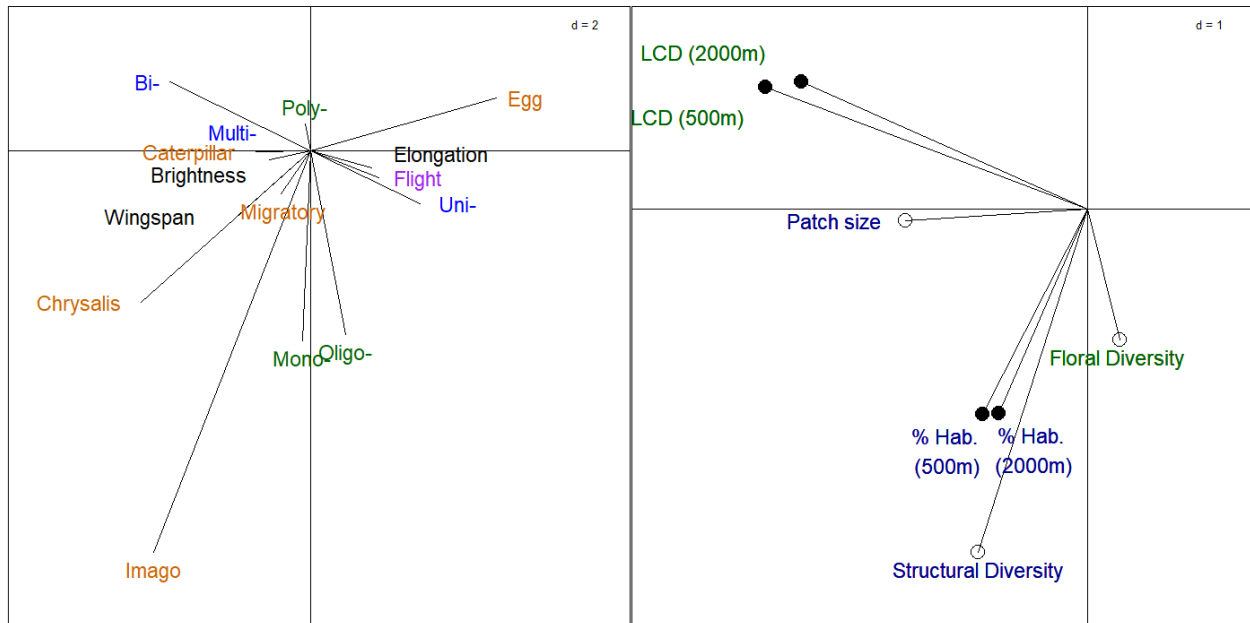 d = 2
Bi-
Egg
Poly-
Multi-
Caterpillar
Elongation
Brightness
Flight
Uni-
Wingspan
Migratory
Chrysalis
Mono-
Oligo-
Imago
d = 1
LCD (2000m)
LCD (500m)
Patch size
Floral Diversity
% Hab.
(500m)
% Hab.
(2000m)
Structural Diversity